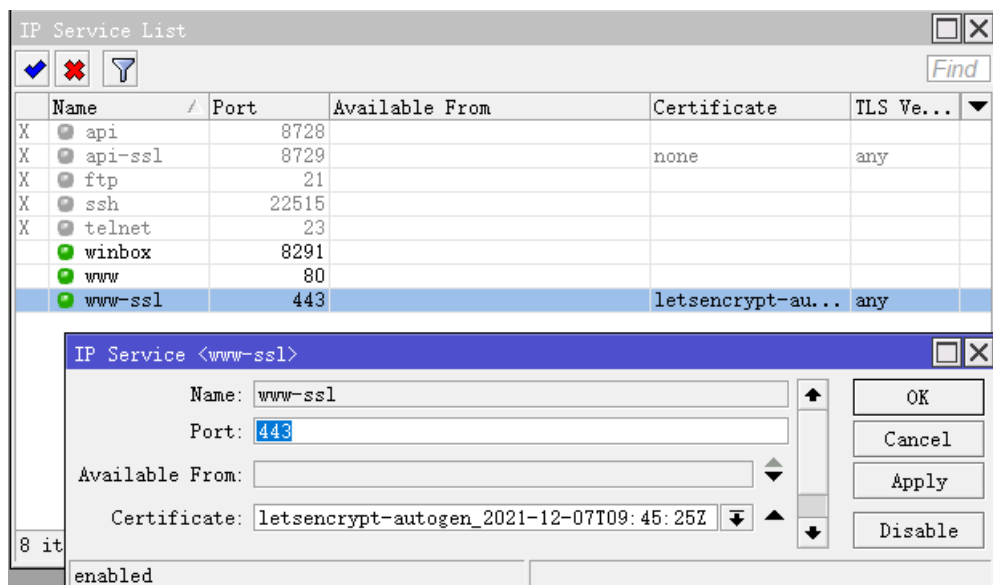 IP Service List
Find
Name Port Available From Certificate TLS Ve...
X api 8728
X api-ssl 8729 none any
X ftp 21
X ssh 22515
X telnet 23
winbox 8291
www 80
www-ssl 443 letsencrypt-au... any
IP Service <www-ssl>
Name: www-ssl
OK
Port: 443
Cancel
Available From:
Apply
Certificate: letsencrypt-autogen_2021-12-07T09:45:25Z
Disable
8 it
enabled